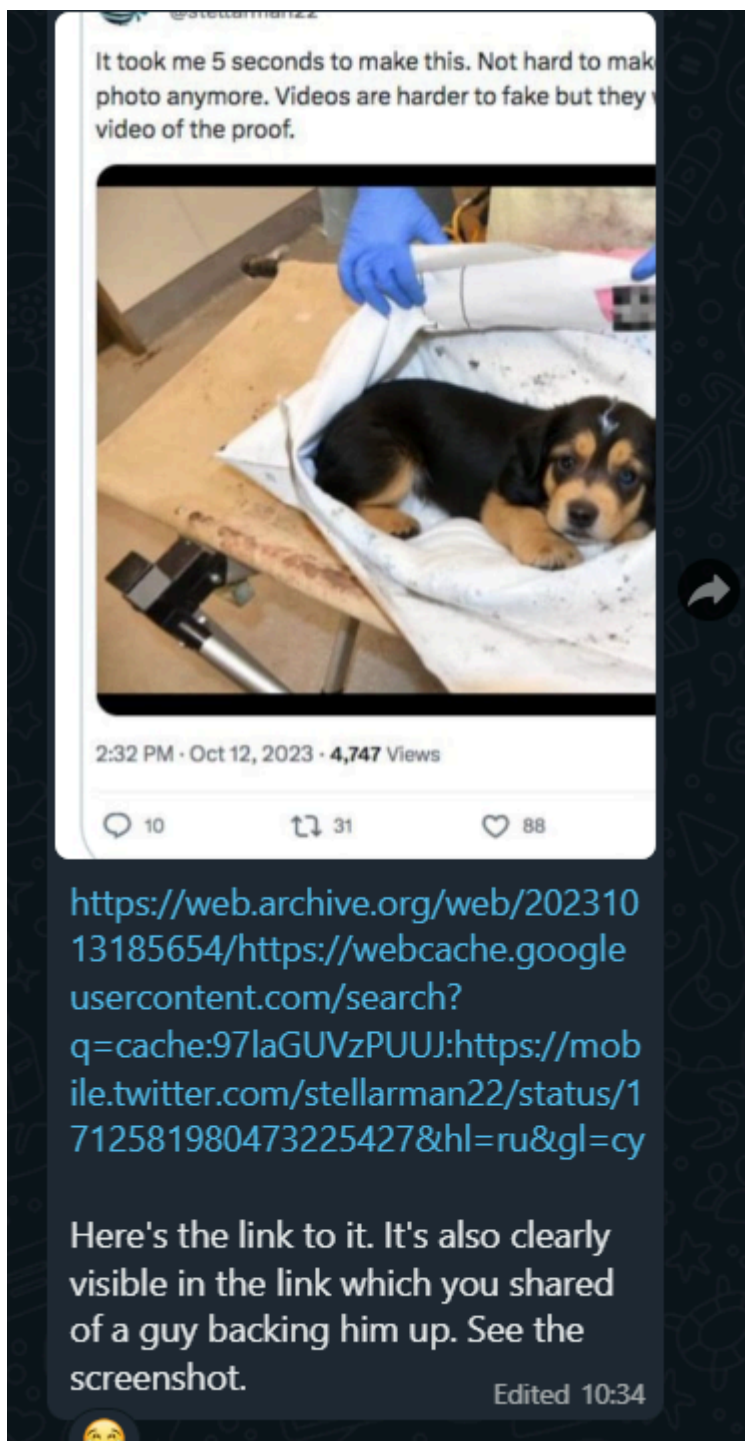 @stellarman22
It took me 5 seconds to make this. Not hard to mak
photo anymore. Videos are harder to fake but they
video of the proof.
2:32 PM · Oct 12, 2023 · 4,747 Views
10 31 88
https://web.archive.org/web/202310
13185654/https://webcache.google
usercontent.com/search?
q=cache:97laGUVzPUUJ:https://mob
ile.twitter.com/stellarman22/status/1
712581980473225427&hl=ru&gl=cy
Here's the link to it. It's also clearly
visible in the link which you shared
of a guy backing him up. See the
screenshot.
Edited 10:34